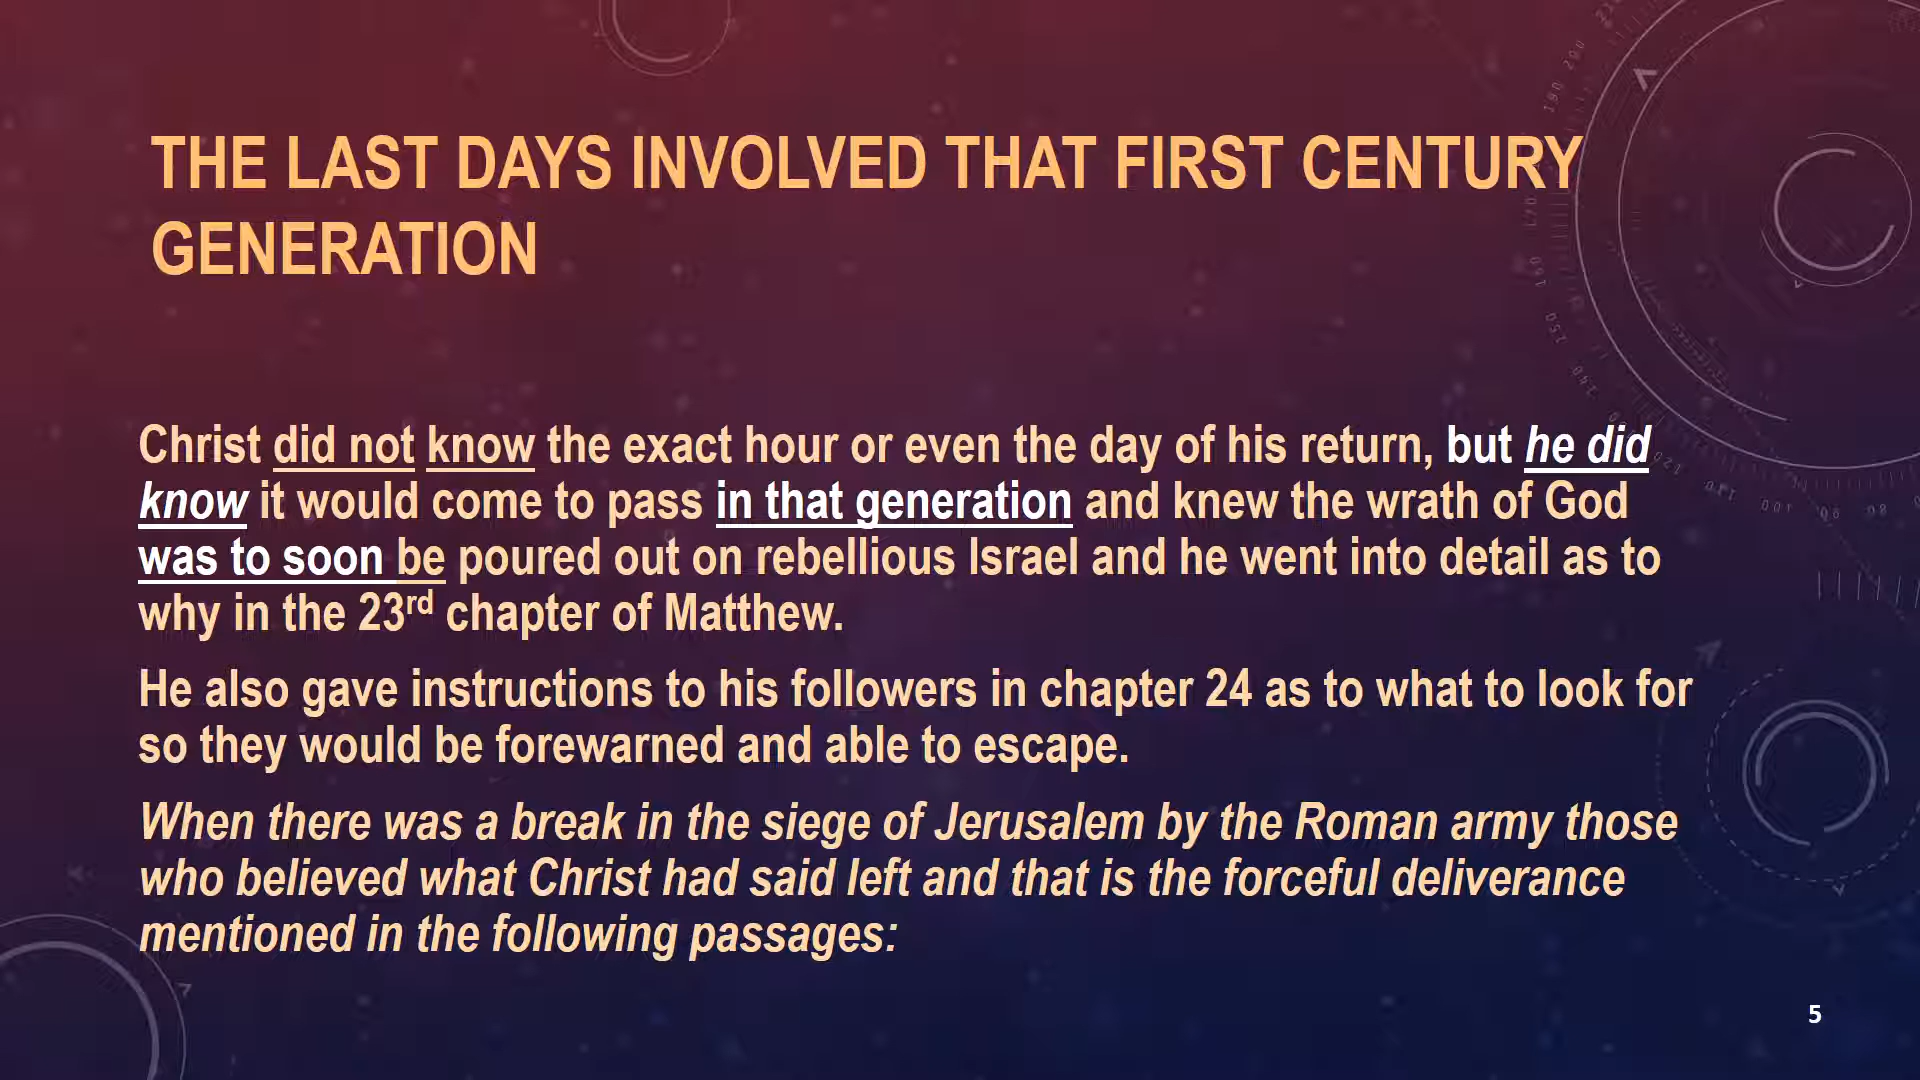 THE LAST DAYS INVOLVED THAT FIRST CENTURY
GENERATION
Christ did not know the exact hour or even the day of his return, but he did
know it would come to pass in that generation and knew the wrath of God
was to soon be poured out on rebellious Israel and he went into detail as to
why in the 23rd chapter of Matthew.
He also gave instructions to his followers in chapter 24 as to what to look for
so they would be forewarned and able to escape.
When there was a break in the siege of Jerusalem by the Roman army those
who believed what Christ had said left and that is the forceful deliverance
mentioned in the following passages:
5